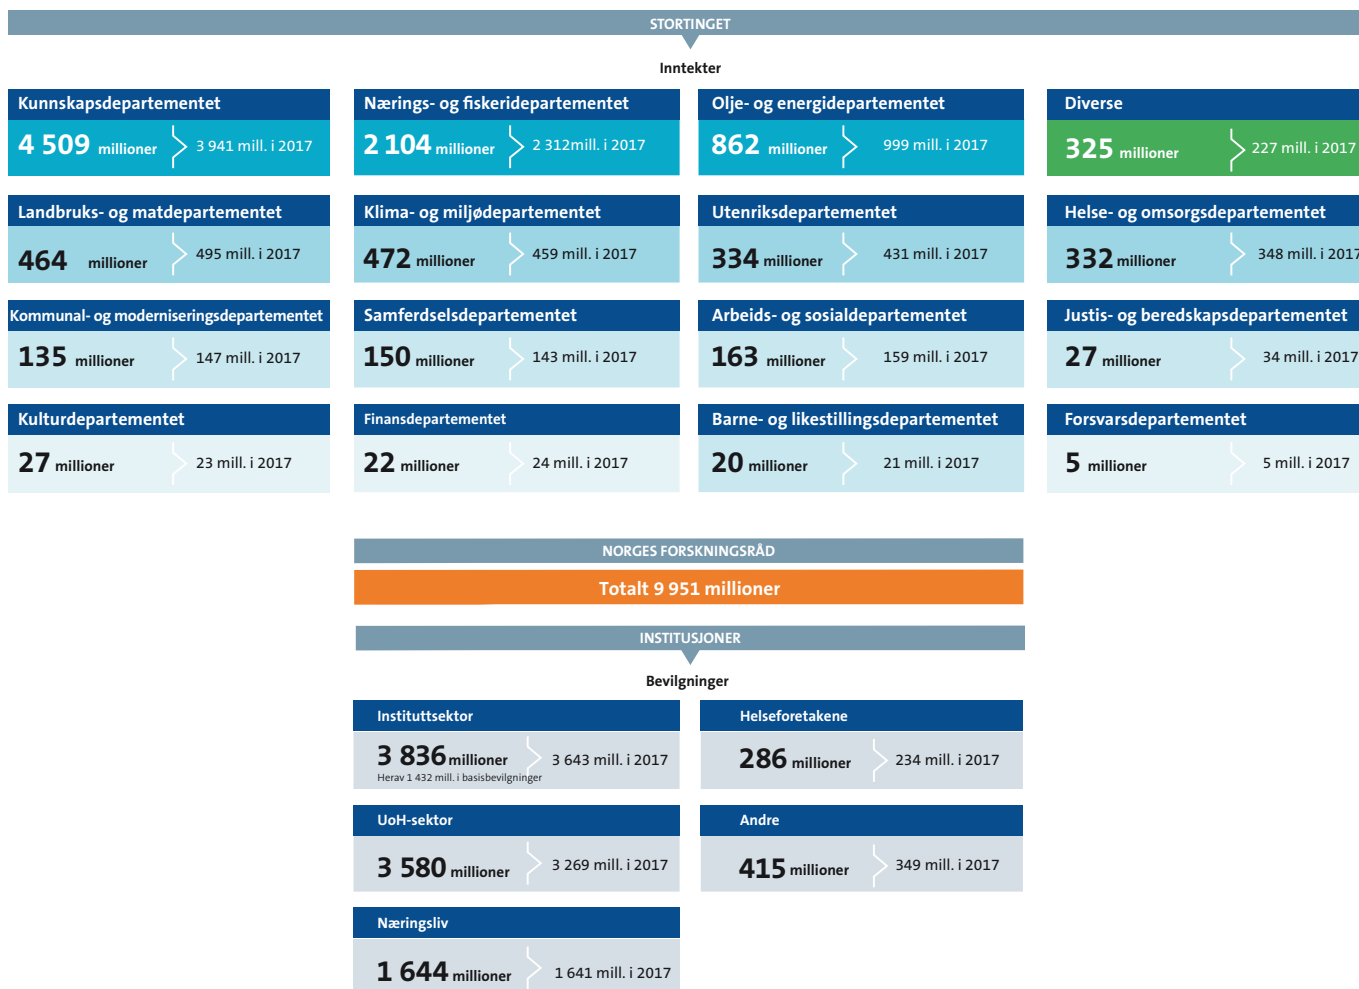 STORTINGET
Inntekter
Kunnskapsdepartementet
4 509 millioner 3 941 mill. i 2017
Nærings- og fiskeridepartementet
2 104 millioner 2 312mill. i 2017
Olje- og energidepartementet
862 millioner 999 mill. i 2017
Diverse
325 millioner 227 mill. i 2017
Landbruks- og matdepartementet
464 millioner 495 mill. i 2017
Klima- og miljødepartementet
472 millioner 459 mill. i 2017
Utenriksdepartementet
334 millioner 431 mill. i 2017
Helse- og omsorgsdepartementet
332 millioner 348 mill. i 2017
Kommunal- og moderniseringsdepartementet
135 millioner 147 mill. i 2017
Samferdselsdepartementet
150 millioner 143 mill. i 2017
Arbeids- og sosialdepartementet
163 millioner 159 mill. i 2017
Justis- og beredskapsdepartementet
27 millioner 34 mill. i 2017
Kulturdepartementet
27 millioner 23 mill. i 2017
Finansdepartementet
22 millioner 24 mill. i 2017
Barne- og likestillingsdepartementet
20 millioner 21 mill. i 2017
Forsvarsdepartementet
5 millioner 5 mill. i 2017
NORGES FORSKNINGSRÅD
Totalt 9 951 millioner
INSTITUSJONER
Bevilgninger
Instituttsektor
3 836 millioner 3 643 mill. i 2017
Herav 1 432 mill. i basisbevilgninger
Helseforetakene
286 millioner 234 mill. i 2017
UoH-sektor
3 580 millioner 3 269 mill. i 2017
Andre
415 millioner 349 mill. i 2017
Næringsliv
1 644 millioner 1 641 mill. i 2017